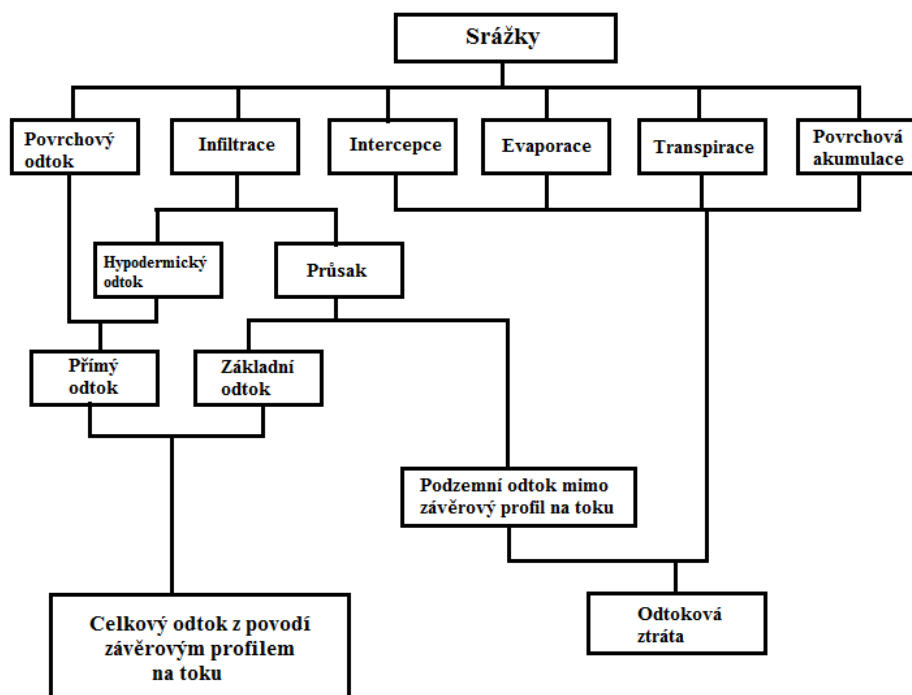 Srážky
Povrchový
odtok
Infiltrace
Intercepce
Evaporace
Transpirace
Povrchová
akumulace
Hypodermický
odtok
Průsak
Přímý
odtok
Základní
odtok
Podzemní odtok mimo
závěrový profil na toku
Celkový odtok z povodí
závěrovým profilem
na toku
Odtoková
ztráta